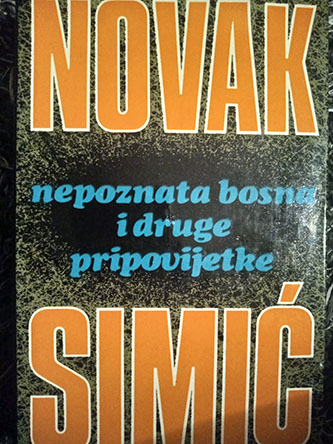 NOVAK
nepoznata bosna
i druge
pripovijetke
SIMIĆ